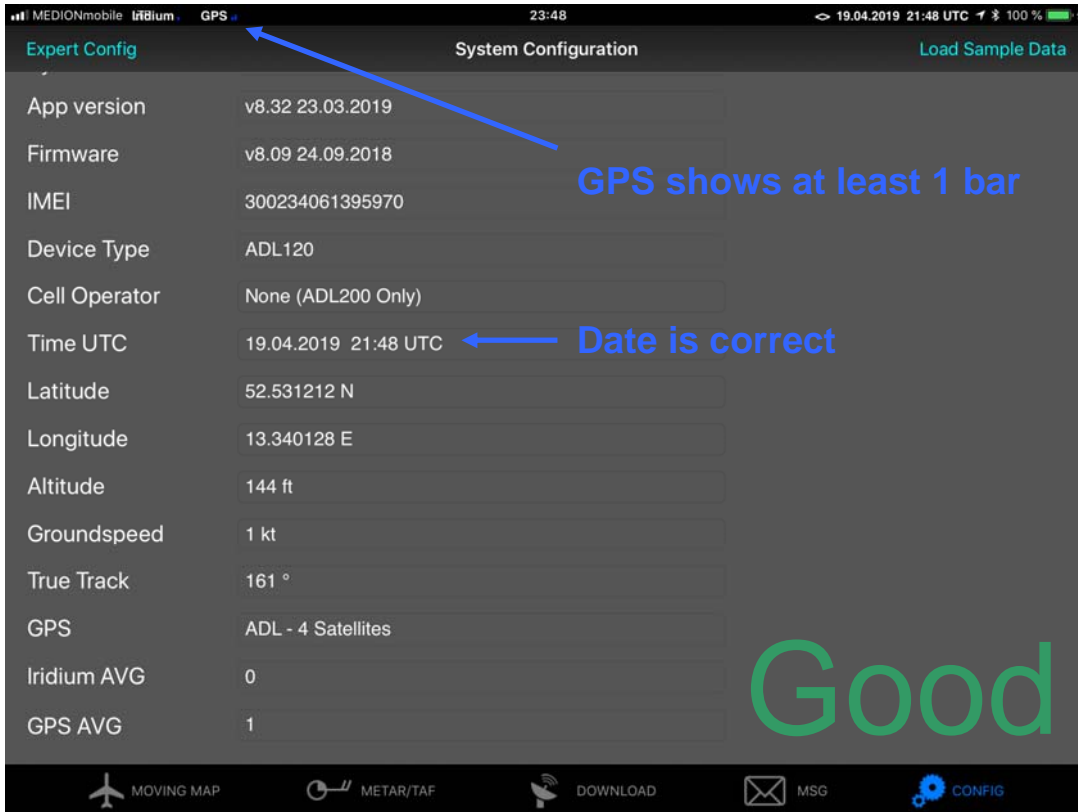 MEDIONmobile Iridium GPS 23:48 19.04.2019 21:48 UTC 100 %
Expert Config System Configuration Load Sample Data
App version v8.32 23.03.2019
Firmware v8.09 24.09.2018
GPS shows at least 1 bar
IMEI 300234061395970
Device Type ADL120
Cell Operator None (ADL200 Only)
Time UTC 19.04.2019 21:48 UTC Date is correct
Latitude 52.531212 N
Longitude 13.340128 E
Altitude 144 ft
Groundspeed 1 kt
True Track 161 °
GPS ADL - 4 Satellites
Iridium AVG 0
Good
GPS AVG 1
MOVING MAP METAR/TAF DOWNLOAD MSG CONFIG